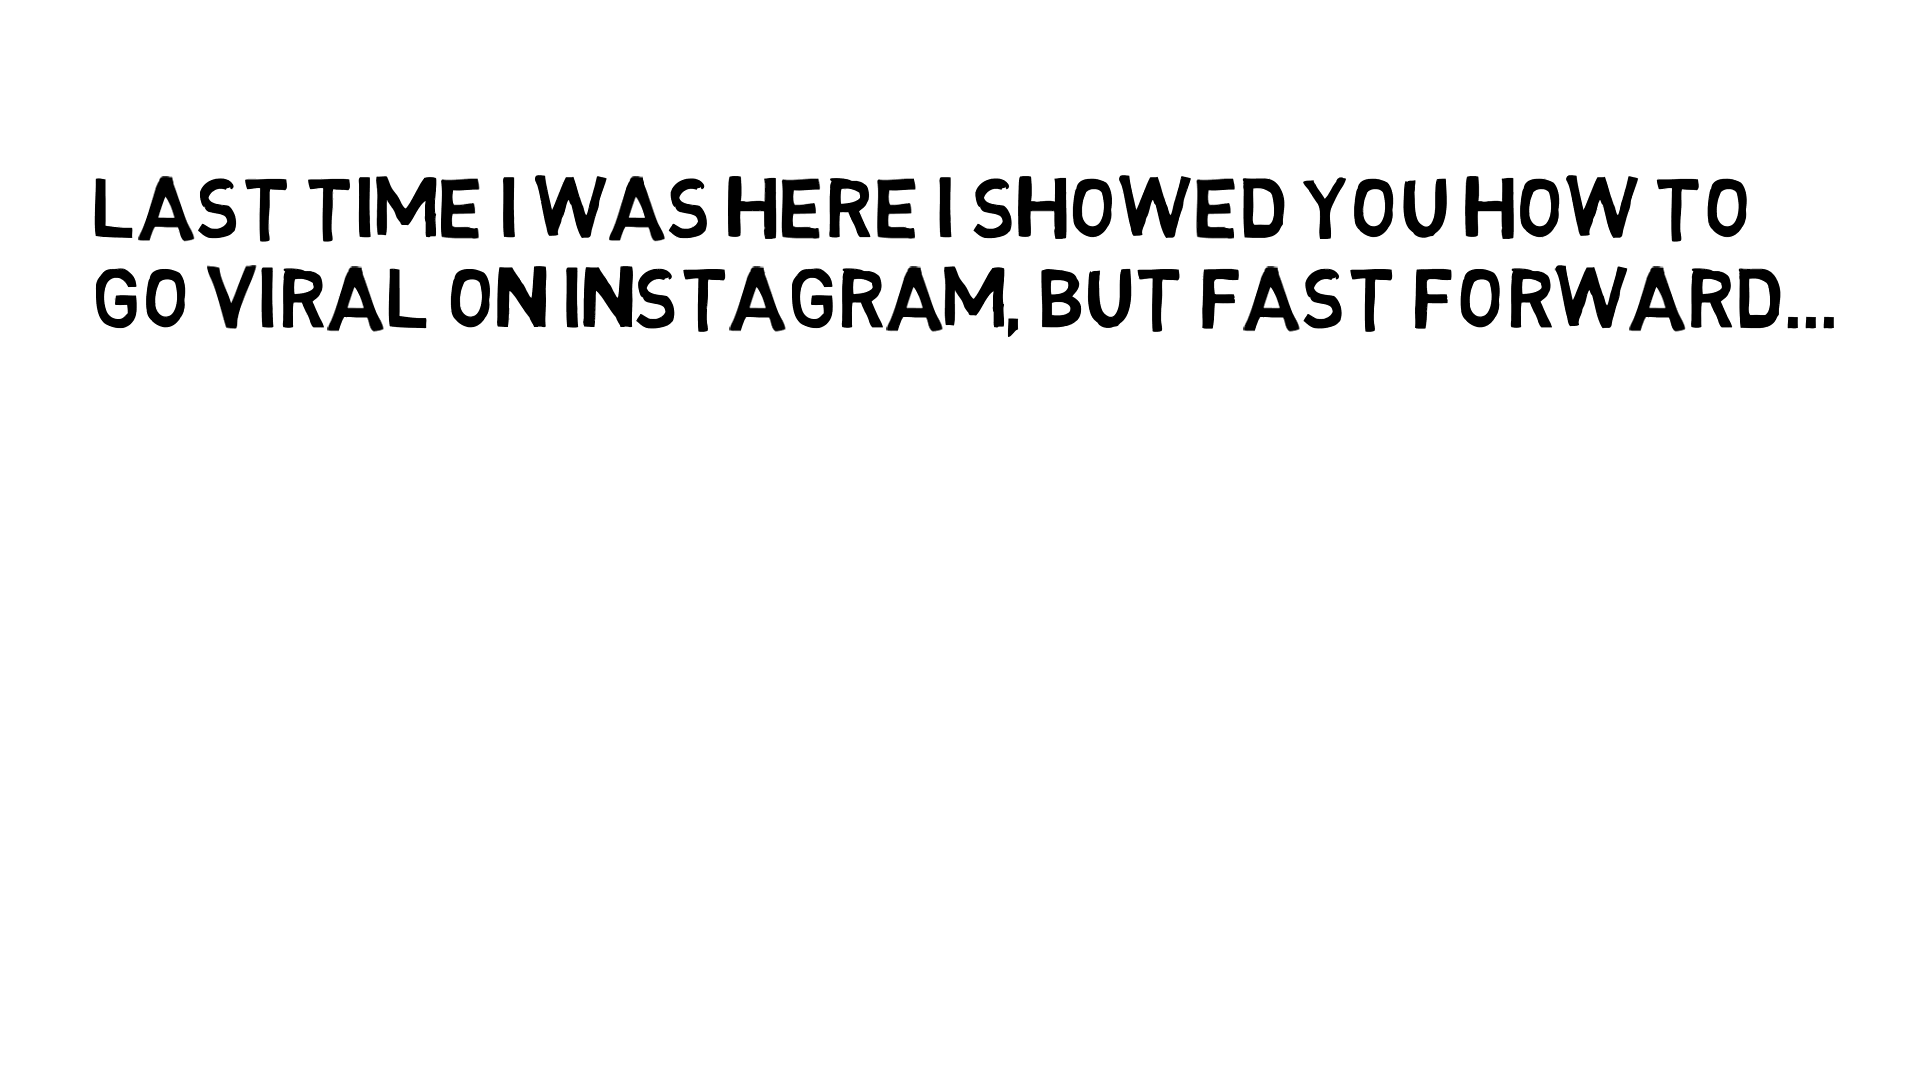 LAST TIME I WAS HERE I SHOWED YOU HOW TO
GO VIRAL ON INSTAGRAM, BUT FAST FORWARD...